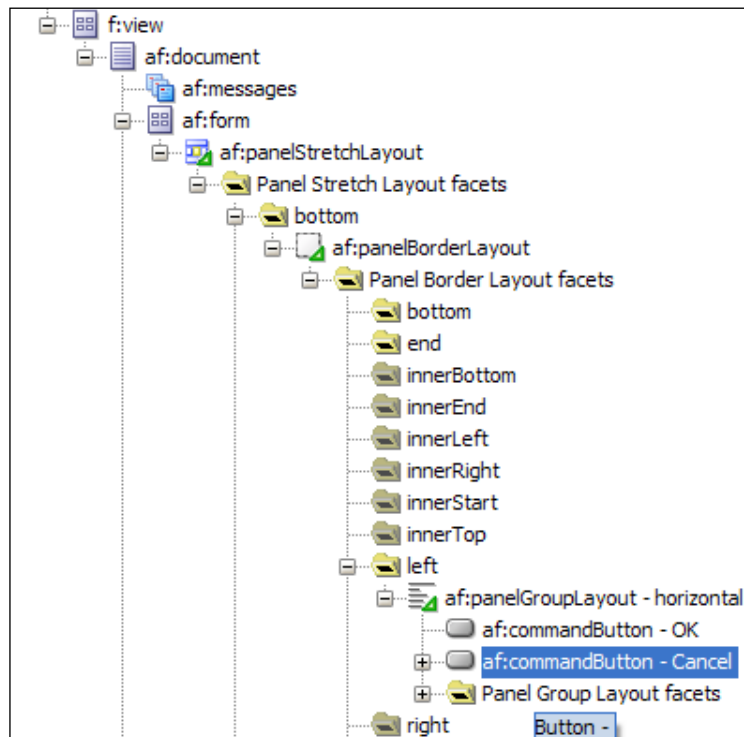 f:view
af:document
af:messages
af:form
af:panelStretchLayout
Panel Stretch Layout facets
bottom
af:panelBorderLayout
Panel Border Layout facets
bottom
end
innerBottom
innerEnd
innerLeft
innerRight
innerStart
innerTop
left
af:panelGroupLayout - horizontal
af:commandButton - OK
af:commandButton - Cancel
Panel Group Layout facets
right Button -